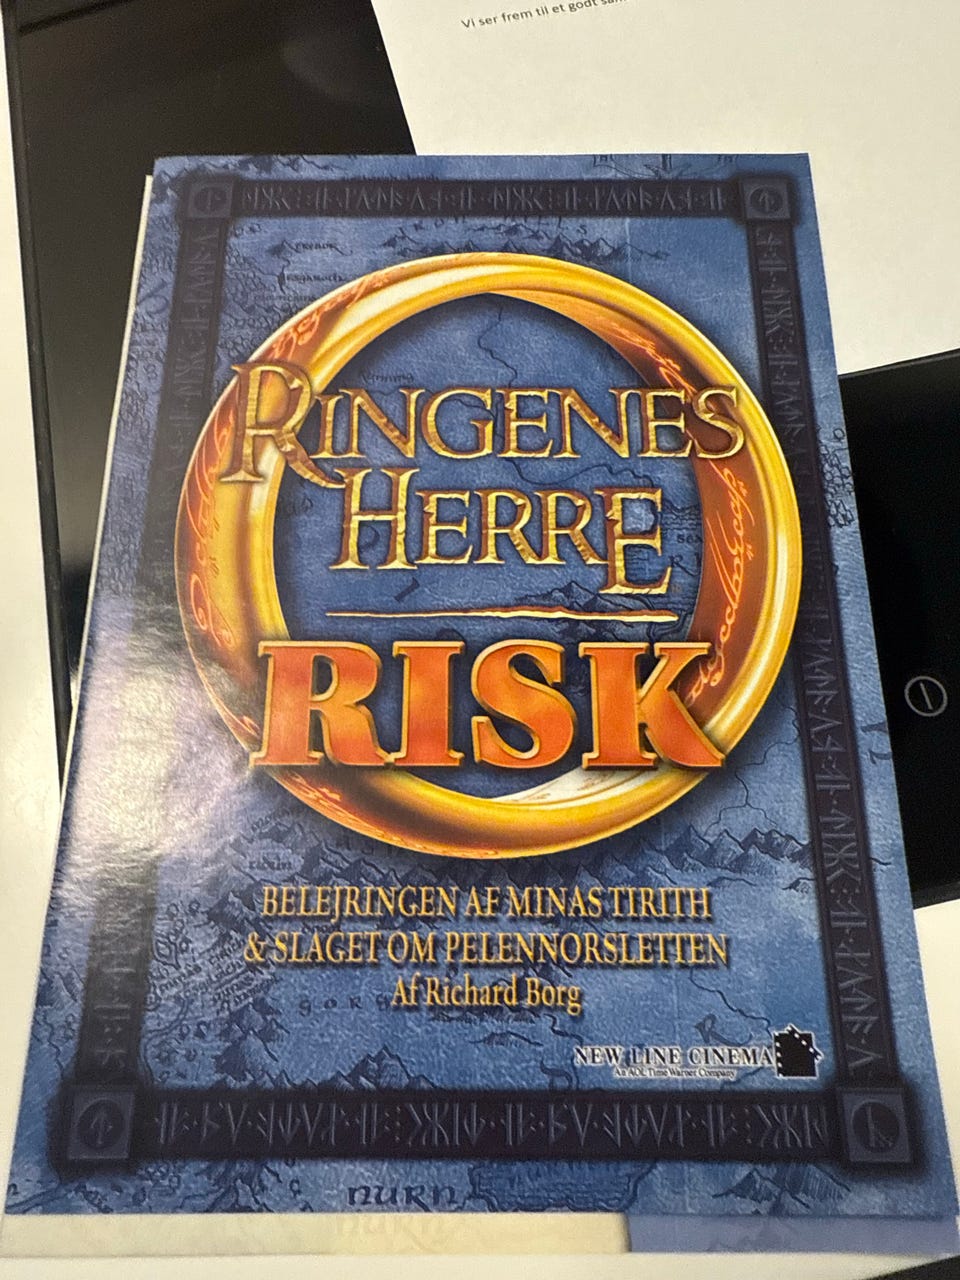 Vi ser frem til et godt
RINGENES
HERRE
RISK
BELEJRINGEN AF MINAS TIRITH
& SLAGET OM PELENNORSLETTEN
Af Richard Borg
NEW LINE CINEMA
An AOL Time Warner Company
NURN